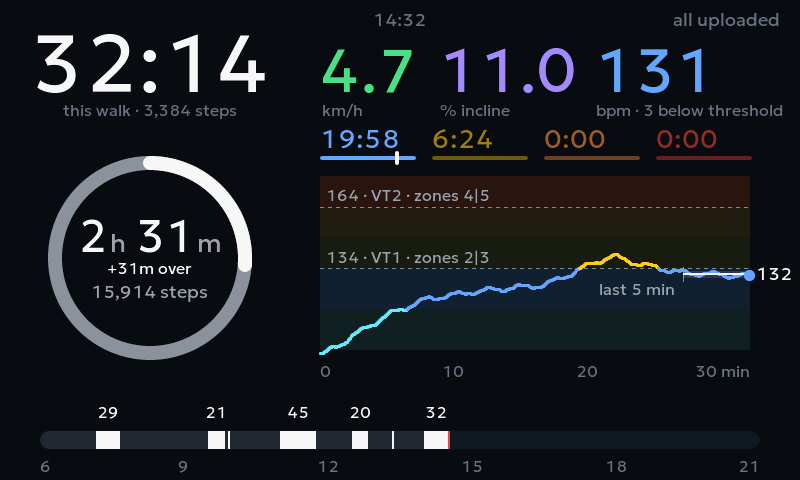 14:32
all uploaded
32:14
this walk · 3,384 steps
4.7
km/h
11.0
% incline
131
bpm · 3 below threshold
19:58
6:24
0:00
0:00
2h 31m
+31m over
15,914 steps
164 · VT2 · zones 4|5
134 · VT1 · zones 2|3
last 5 min
132
0 10 20 30 min
29 21 45 20 32
6 9 12 15 18 21